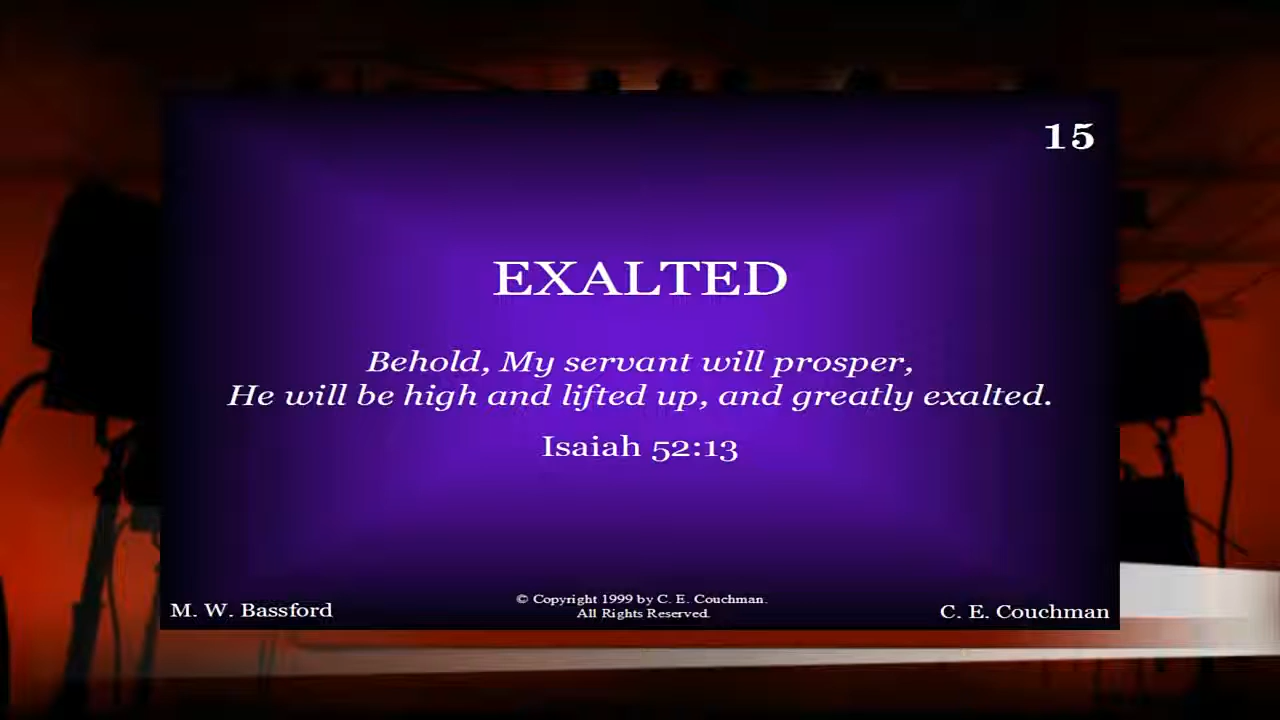 15
EXALTED
Behold, My servant will prosper,
He will be high and lifted up, and greatly exalted.
Isaiah 52:13
M. W. Bassford
© Copyright 1999 by C. E. Couchman.
All Rights Reserved.
C. E. Couchman